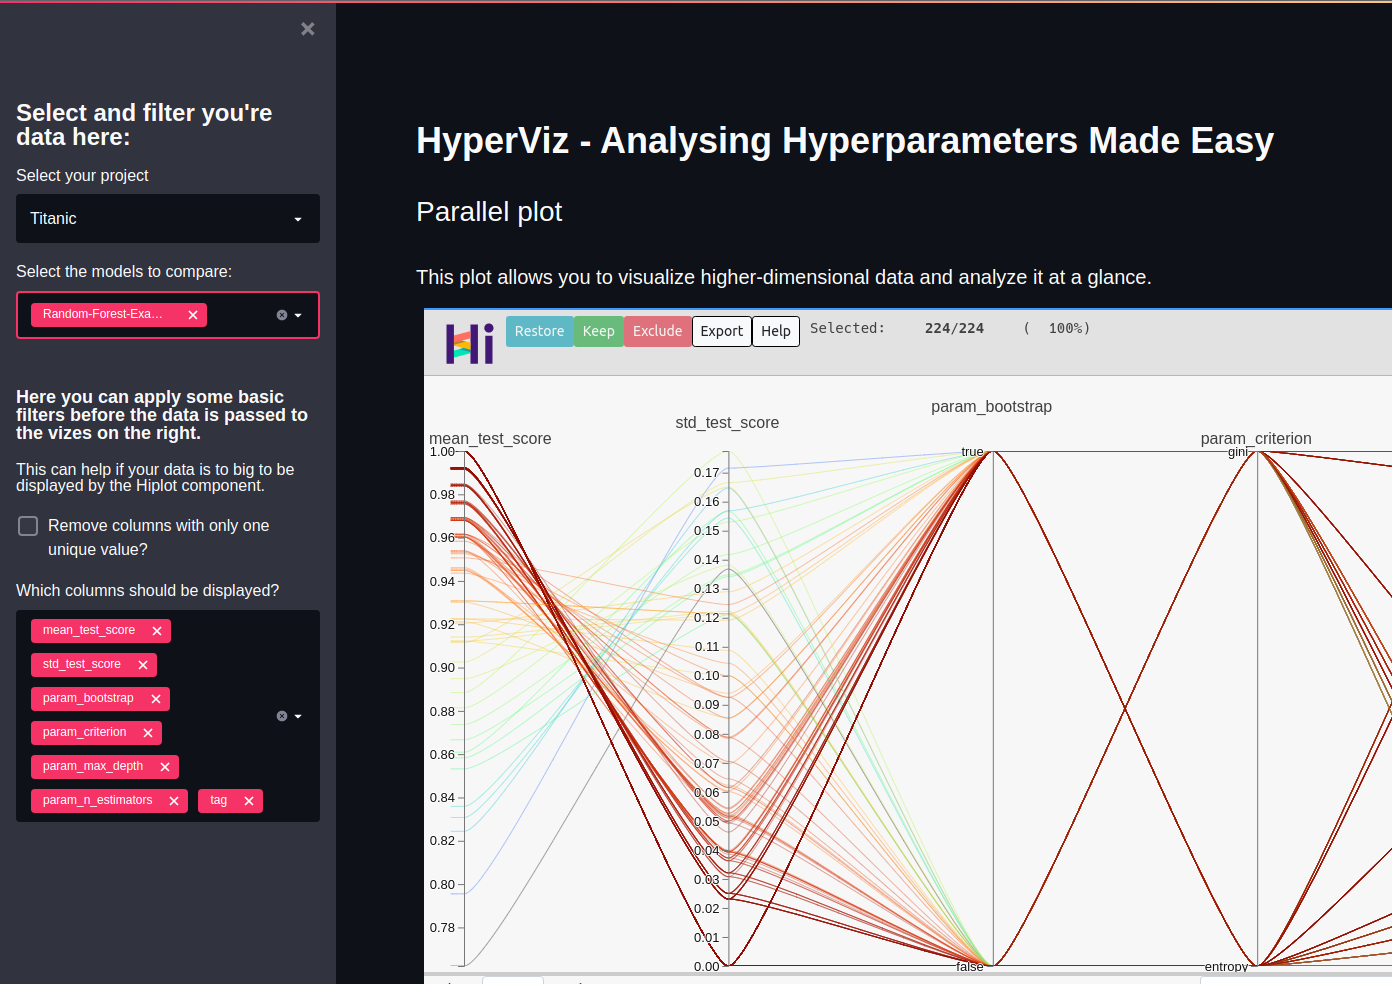 Select and filter you're
data here:
Select your project
Titanic
Select the models to compare:
Random-Forest-Exa...
Here you can apply some basic
filters before the data is passed to
the vizes on the right.
This can help if your data is to big to be
displayed by the Hiplot component.
Remove columns with only one
unique value?
Which columns should be displayed?
mean_test_score
std_test_score
param_bootstrap
param_criterion
param_max_depth
param_n_estimators tag
HyperViz - Analysing Hyperparameters Made Easy
Parallel plot
This plot allows you to visualize higher-dimensional data and analyze it at a glance.
Hi Restore Keep Exclude Export Help Selected: 224/224 ( 100%)
mean_test_score
1.00
0.98
0.96
0.94
0.92
0.90
0.88
0.86
0.84
0.82
0.80
0.78
std_test_score
0.17
0.16
0.15
0.14
0.13
0.12
0.11
0.10
0.09
0.08
0.07
0.06
0.05
0.04
0.03
0.02
0.01
0.00
param_bootstrap
true
false
param_criterion
gini
entropy